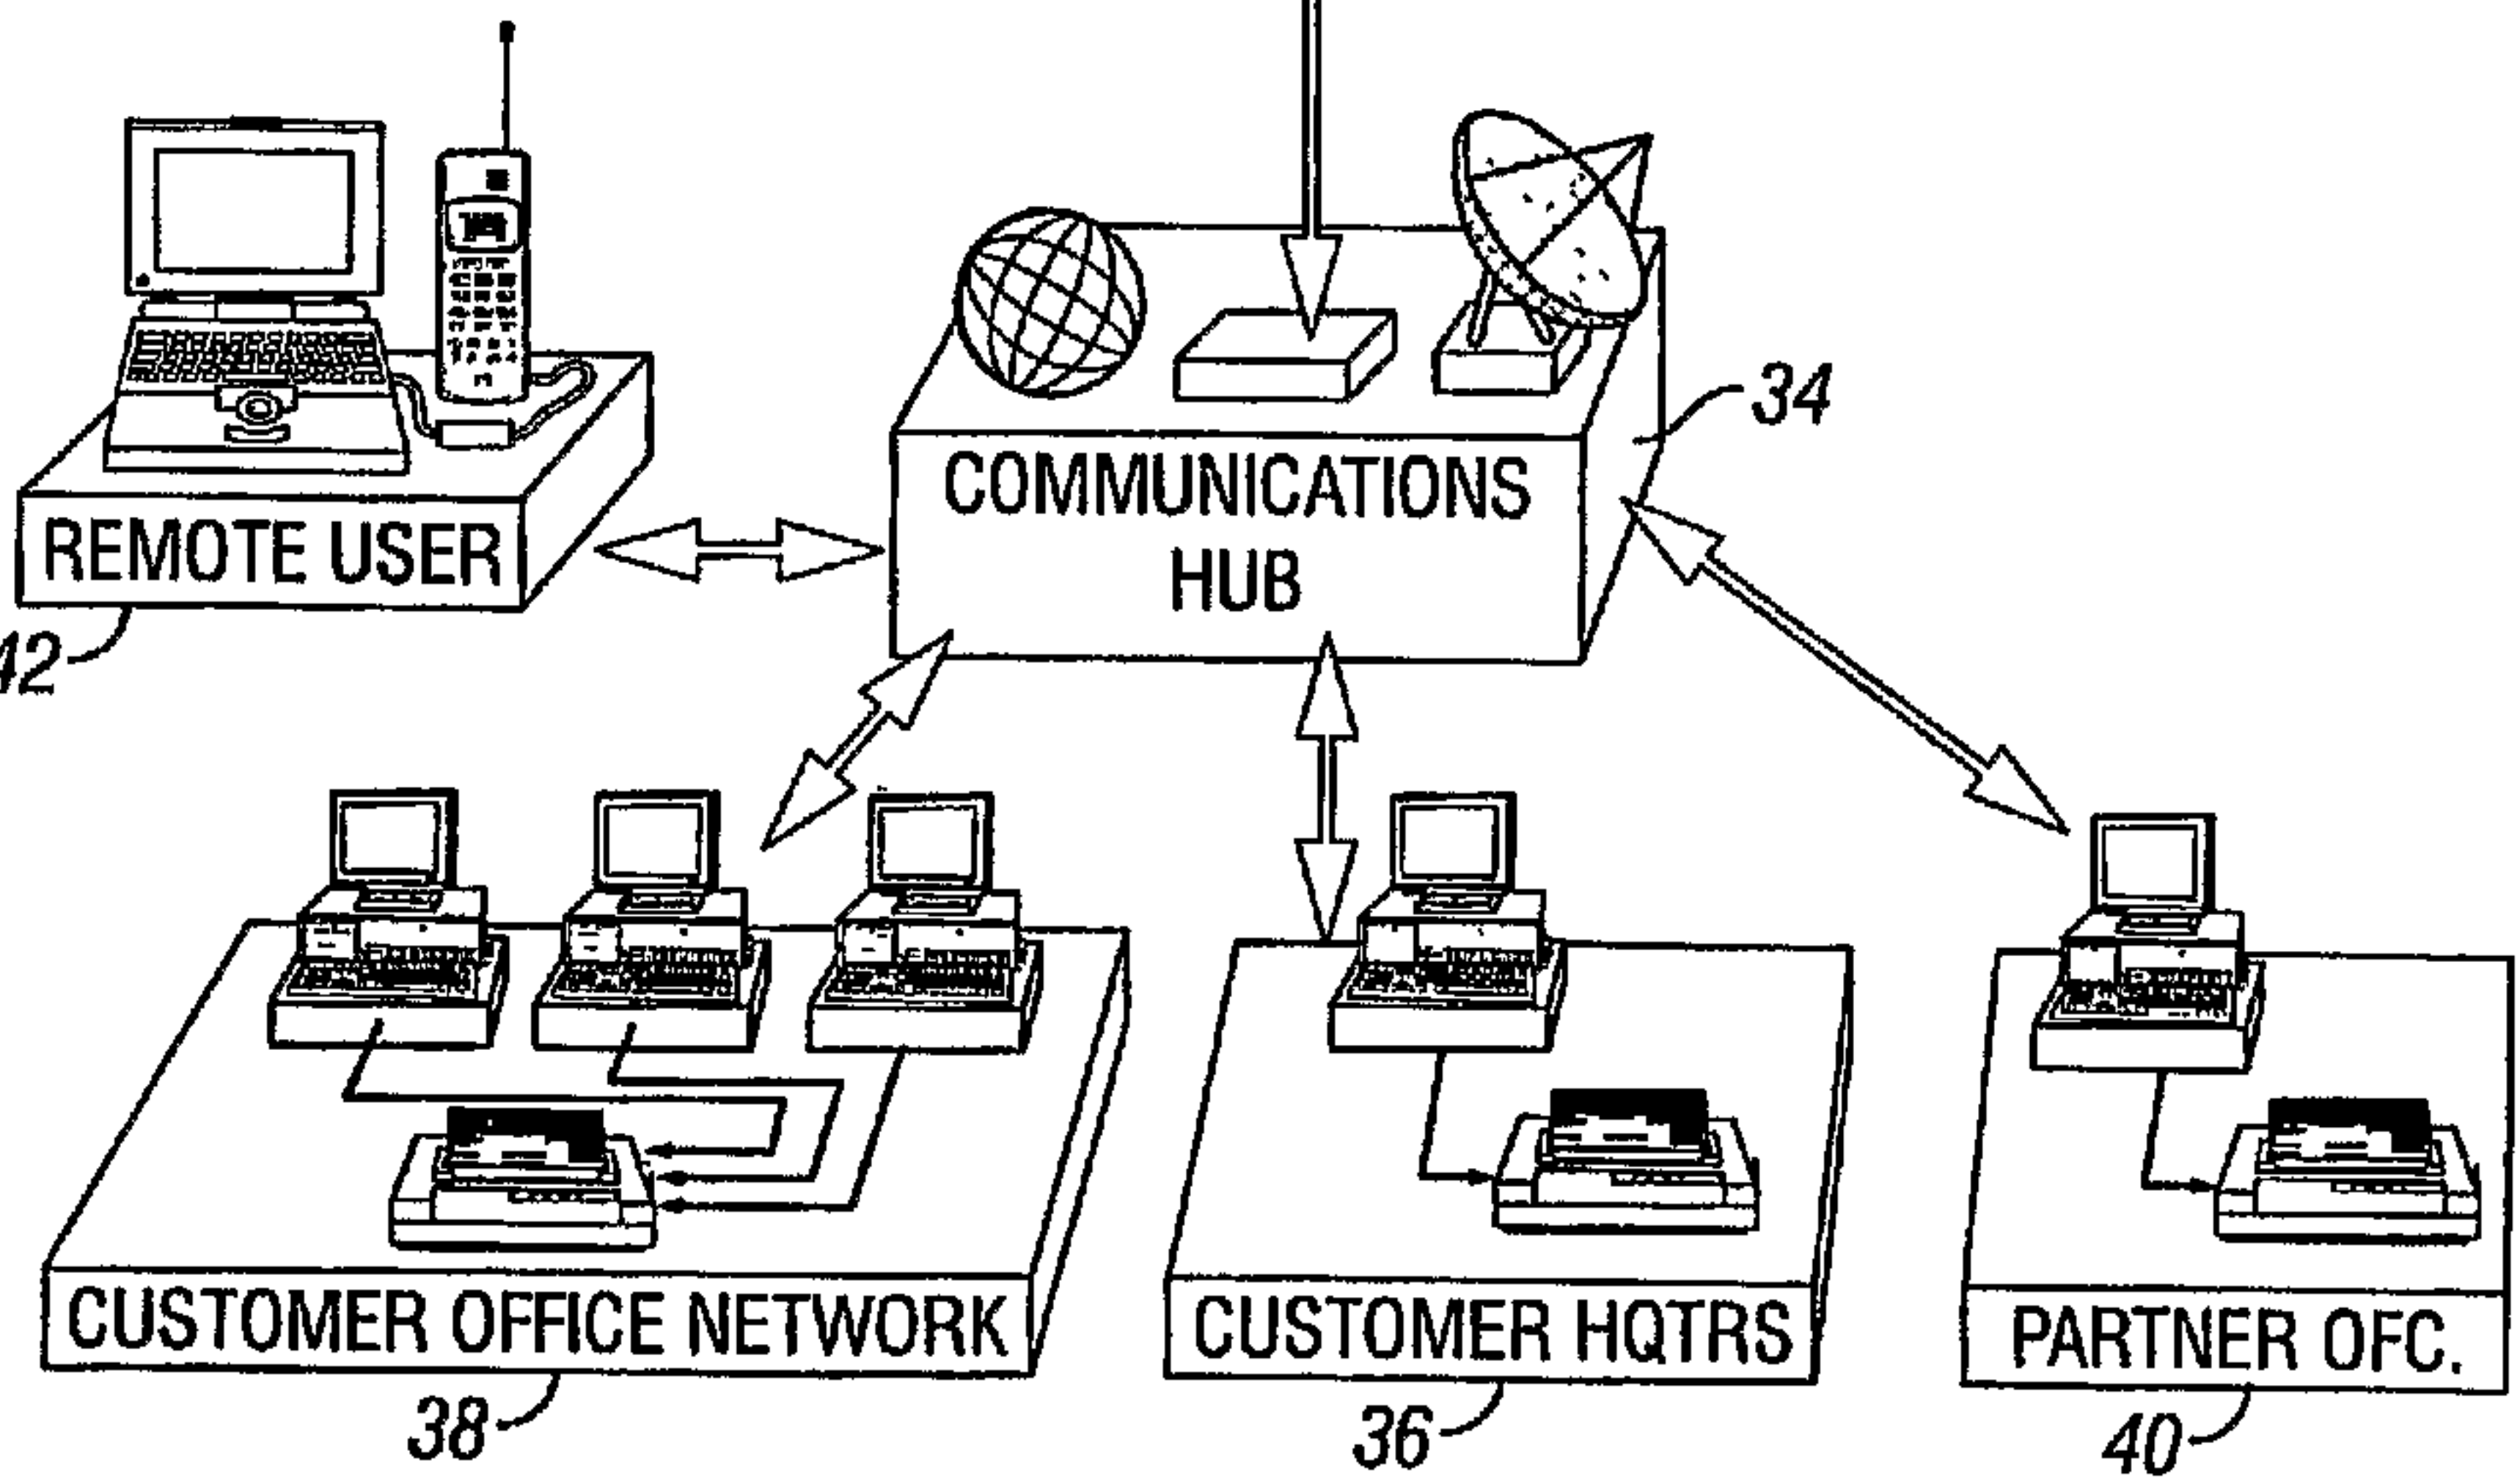 34
COMMUNICATIONS
HUB
REMOTE USER
42
CUSTOMER OFFICE NETWORK
CUSTOMER HQTRS
PARTNER OFC.
38
36
40